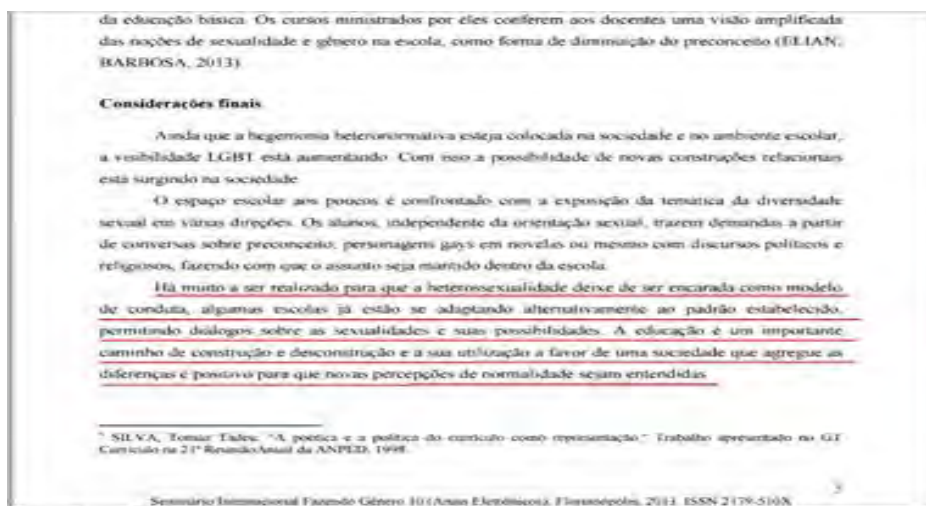 da educação básica. Os cursos ministrados por eles conferem aos docentes uma visão amplificada
das noções de sexualidade e gênero na escola, como forma de diminuição do preconceito (ELIAN;
BARBOSA, 2013)
Considerações finais
Ainda que a hegemonia heteronormativa esteja colocada na sociedade e no ambiente escolar,
a visibilidade LGBT está aumentando. Com isso a possibilidade de novas construções relacionais
está surgindo na sociedade
O espaço escolar aos poucos é confrontado com a exposição da temática da diversidade
sexual em várias direções. Os alunos, independente da orientação sexual, trazem demandas a partir
de conversas sobre preconceito, personagens gays em novelas ou mesmo com discursos políticos e
religiosos, fazendo com que o assunto seja mantido dentro da escola.
Há muito a ser realizado para que a heterossexualidade deixe de ser encarada como modelo
de conduta, algumas escolas já estão se adaptando alternativamente ao padrão estabelecido,
permitindo diálogos sobre as sexualidades e suas possibilidades. A educação é um importante
caminho de construção e desconstrução e a sua utilização a favor de uma sociedade que agregue as
diferenças é positivo para que novas percepções de normalidade sejam entendidas.
SILVA, Tomaz Tadeu. "A poética e a política do currículo como representação." Trabalho apresentado no GT
Currículo na 21ª Reunião Anual da ANPED, 1998.
Seminário Internacional Fazendo Gênero 10 (Anais Eletrônicos), Florianópolis, 2013. ISSN 2179-510X